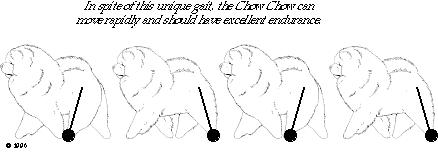 In spite of this unique gait, the Chow Chow can
move rapidly and should have excellent endurance.
© 1996